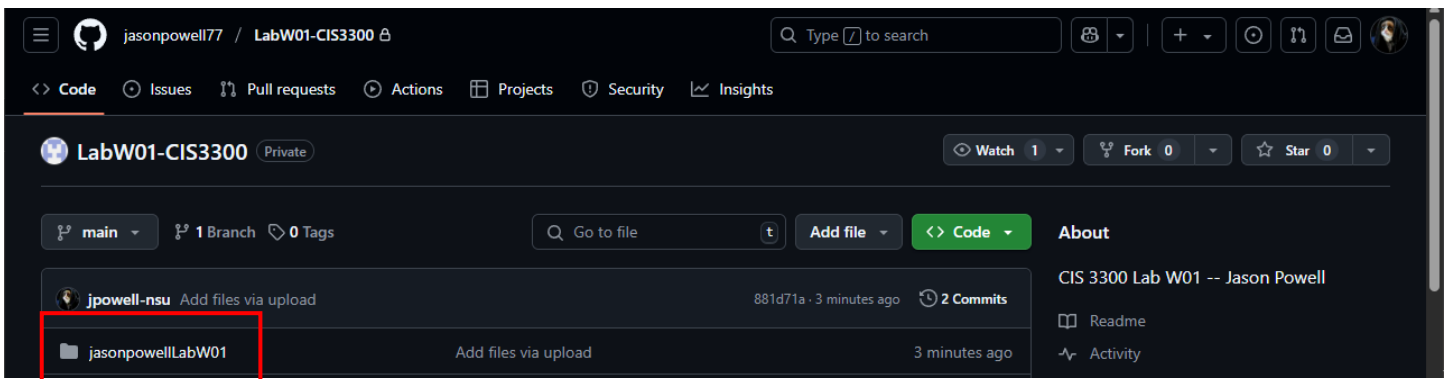 jasonpowell77 / LabW01-CIS3300 Type / to search
Code Issues Pull requests Actions Projects Security Insights
LabW01-CIS3300 Private Watch 1 Fork 0 Star 0
main 1 Branch 0 Tags Go to file t Add file Code About
CIS 3300 Lab W01 -- Jason Powell
jpowell-nsu Add files via upload 881d71a · 3 minutes ago 2 Commits
Readme
jasonpowellLabW01 Add files via upload 3 minutes ago
Activity